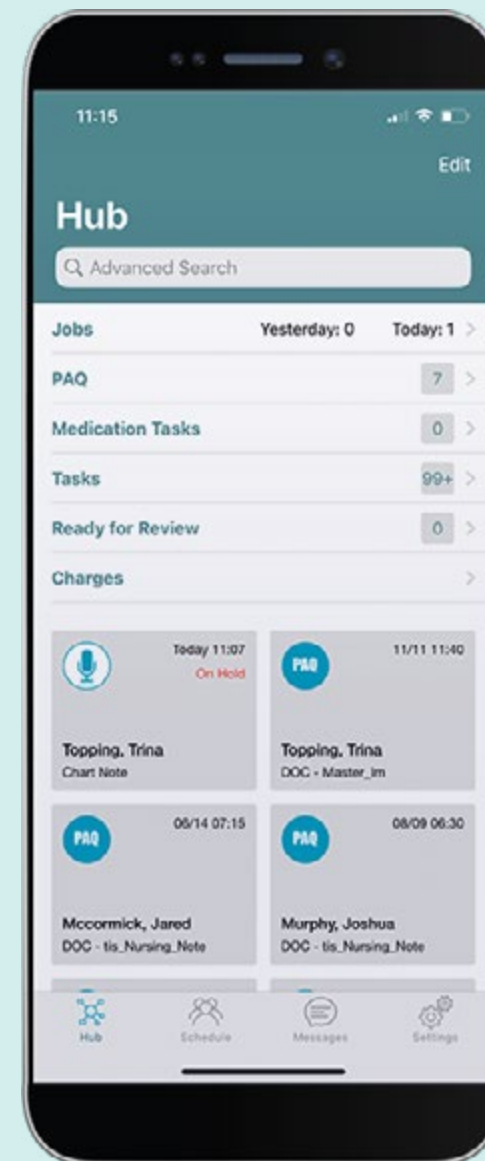 11:15
Edit
Hub
Advanced Search
Jobs Yesterday: 0 Today: 1
PAQ 7
Medication Tasks 0
Tasks 99+
Ready for Review 0
Charges
Today 11:07
On Hold
Topping, Trina
Chart Note
PAQ
11/11 11:40
Topping, Trina
DOC - Master_im
PAQ
06/14 07:15
Mccormick, Jared
DOC - tis_Nursing_Note
PAQ
08/09 06:30
Murphy, Joshua
DOC - tis_Nursing_Note
Hub Schedule Messages Settings